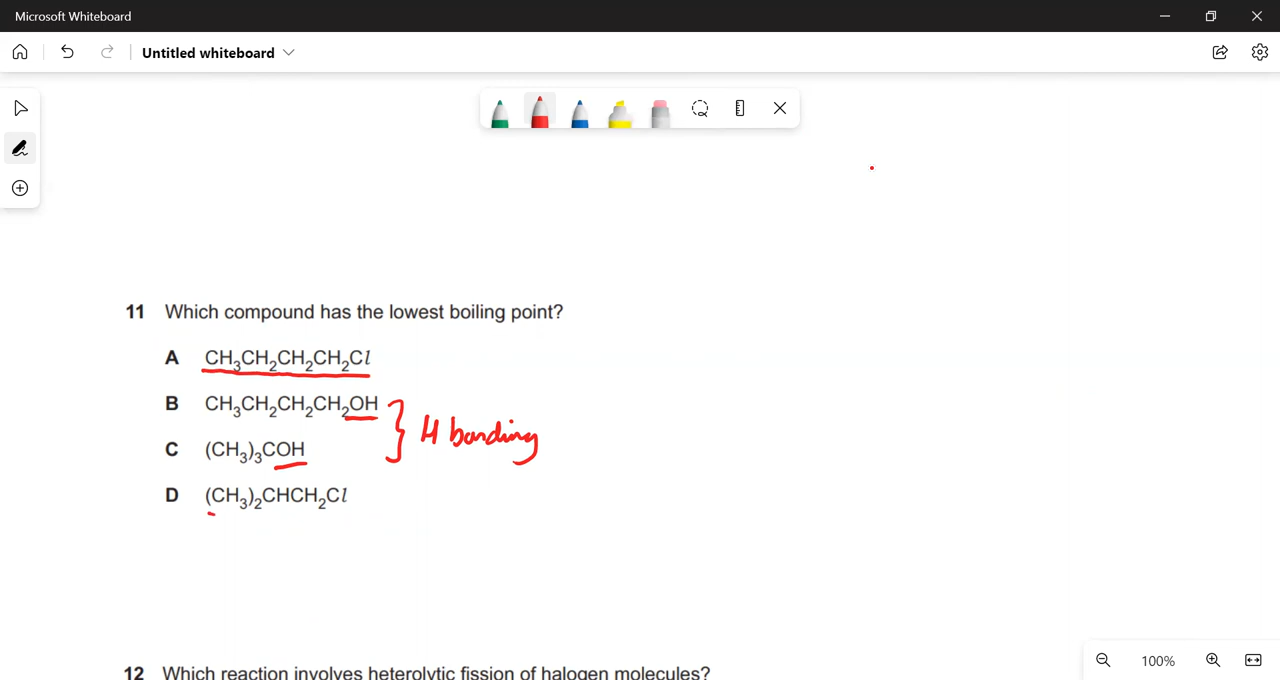 Microsoft Whiteboard
Untitled whiteboard
11 Which compound has the lowest boiling point?
A CH₃CH₂CH₂CH₂Cl
B CH₃CH₂CH₂CH₂OH
C (CH₃)₃COH
H bonding
D (CH₃)₂CHCH₂Cl
12 Which reaction involves heterolytic fission of halogen molecules?
100%